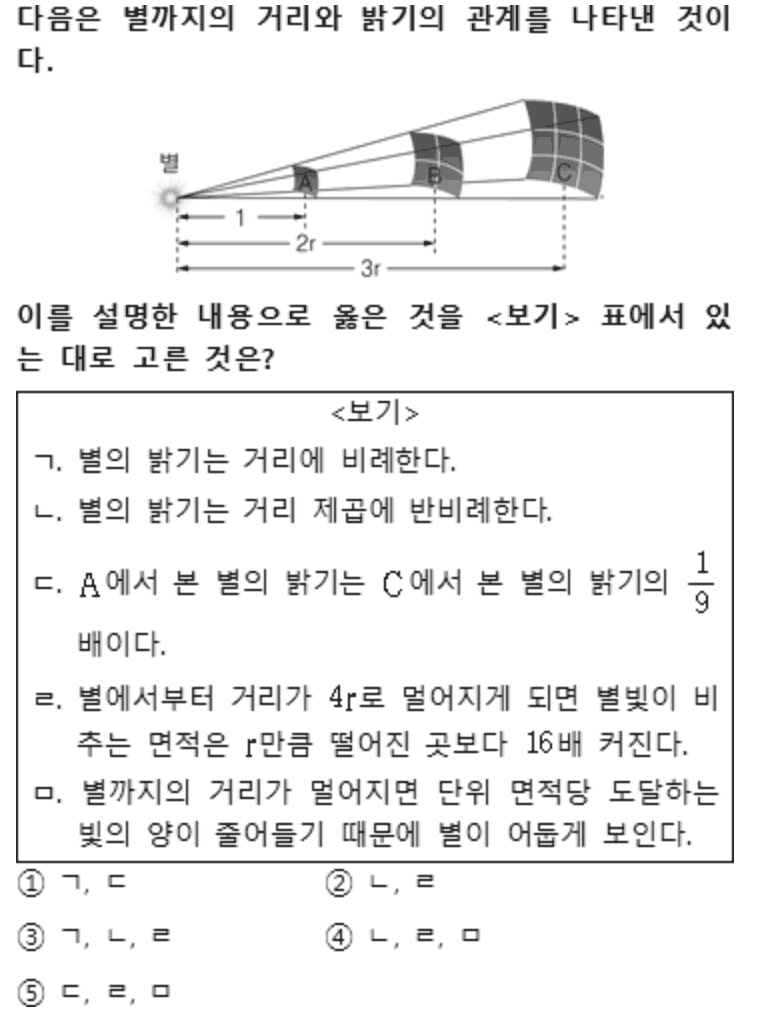 다음은 별까지의 거리와 밝기의 관계를 나타낸 것이
다.
별
A
B
C
1
2r
3r
이를 설명한 내용으로 옳은 것을 <보기> 표에서 있
는 대로 고른 것은?
<보기>
ㄱ. 별의 밝기는 거리에 비례한다.
ㄴ. 별의 밝기는 거리 제곱에 반비례한다.
ㄷ. A에서 본 별의 밝기는 C에서 본 별의 밝기의 1/9
배이다.
ㄹ. 별에서부터 거리가 4r로 멀어지게 되면 별빛이 비
추는 면적은 r만큼 떨어진 곳보다 16배 커진다.
ㅁ. 별까지의 거리가 멀어지면 단위 면적당 도달하는
빛의 양이 줄어들기 때문에 별이 어둡게 보인다.
① ㄱ, ㄷ ② ㄴ, ㄹ
③ ㄱ, ㄴ, ㄹ ④ ㄴ, ㄹ, ㅁ
⑤ ㄷ, ㄹ, ㅁ